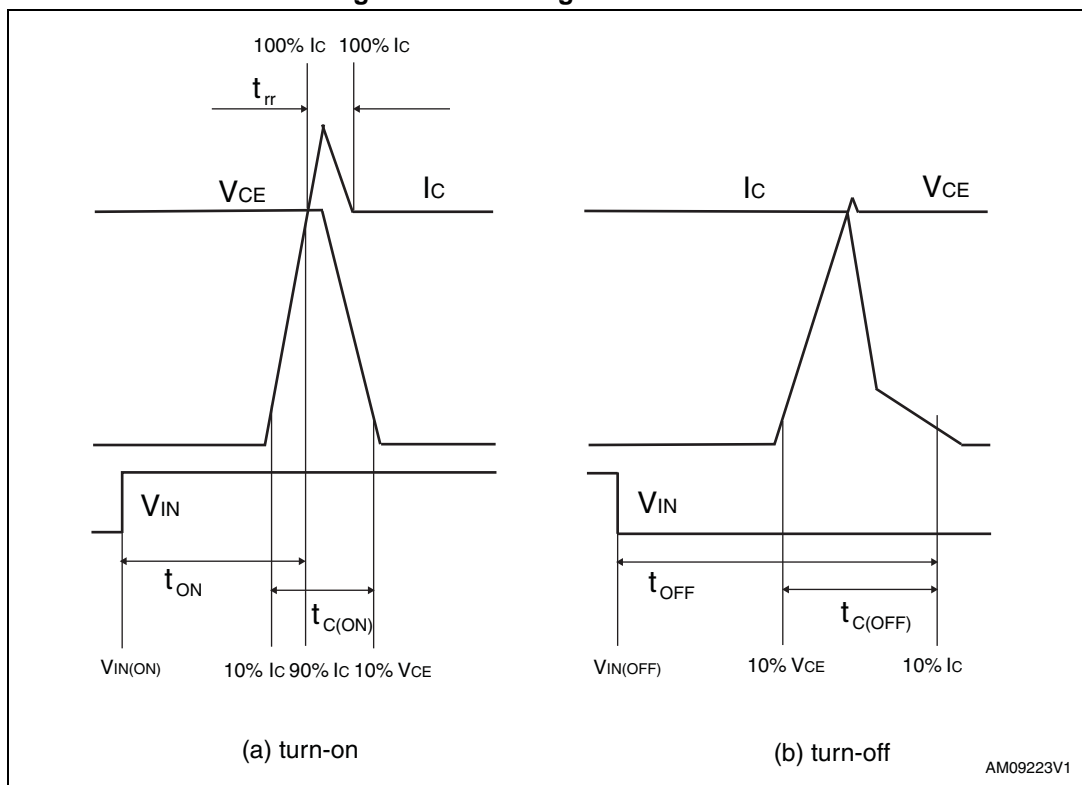 100% IC 100% IC
trr
VCE IC
VIN
tON
tC(ON)
VIN(ON) 10% IC 90% IC 10% VCE
(a) turn-on
IC VCE
VIN
tOFF
tC(OFF)
VIN(OFF) 10% VCE 10% IC
(b) turn-off
AM09223V1